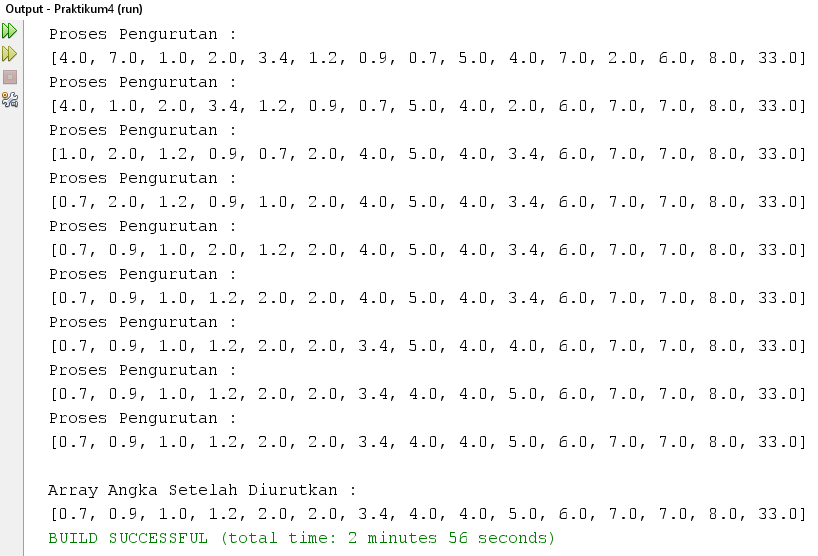 Output - Praktikum4 (run)
Proses Pengurutan :
[4.0, 7.0, 1.0, 2.0, 3.4, 1.2, 0.9, 0.7, 5.0, 4.0, 7.0, 2.0, 6.0, 8.0, 33.0]
Proses Pengurutan :
[4.0, 1.0, 2.0, 3.4, 1.2, 0.9, 0.7, 5.0, 4.0, 2.0, 6.0, 7.0, 7.0, 8.0, 33.0]
Proses Pengurutan :
[1.0, 2.0, 1.2, 0.9, 0.7, 2.0, 4.0, 5.0, 4.0, 3.4, 6.0, 7.0, 7.0, 8.0, 33.0]
Proses Pengurutan :
[0.7, 2.0, 1.2, 0.9, 1.0, 2.0, 4.0, 5.0, 4.0, 3.4, 6.0, 7.0, 7.0, 8.0, 33.0]
Proses Pengurutan :
[0.7, 0.9, 1.0, 2.0, 1.2, 2.0, 4.0, 5.0, 4.0, 3.4, 6.0, 7.0, 7.0, 8.0, 33.0]
Proses Pengurutan :
[0.7, 0.9, 1.0, 1.2, 2.0, 2.0, 4.0, 5.0, 4.0, 3.4, 6.0, 7.0, 7.0, 8.0, 33.0]
Proses Pengurutan :
[0.7, 0.9, 1.0, 1.2, 2.0, 2.0, 3.4, 5.0, 4.0, 4.0, 6.0, 7.0, 7.0, 8.0, 33.0]
Proses Pengurutan :
[0.7, 0.9, 1.0, 1.2, 2.0, 2.0, 3.4, 4.0, 4.0, 5.0, 6.0, 7.0, 7.0, 8.0, 33.0]
Proses Pengurutan :
[0.7, 0.9, 1.0, 1.2, 2.0, 2.0, 3.4, 4.0, 4.0, 5.0, 6.0, 7.0, 7.0, 8.0, 33.0]
Array Angka Setelah Diurutkan :
[0.7, 0.9, 1.0, 1.2, 2.0, 2.0, 3.4, 4.0, 4.0, 5.0, 6.0, 7.0, 7.0, 8.0, 33.0]
BUILD SUCCESSFUL (total time: 2 minutes 56 seconds)